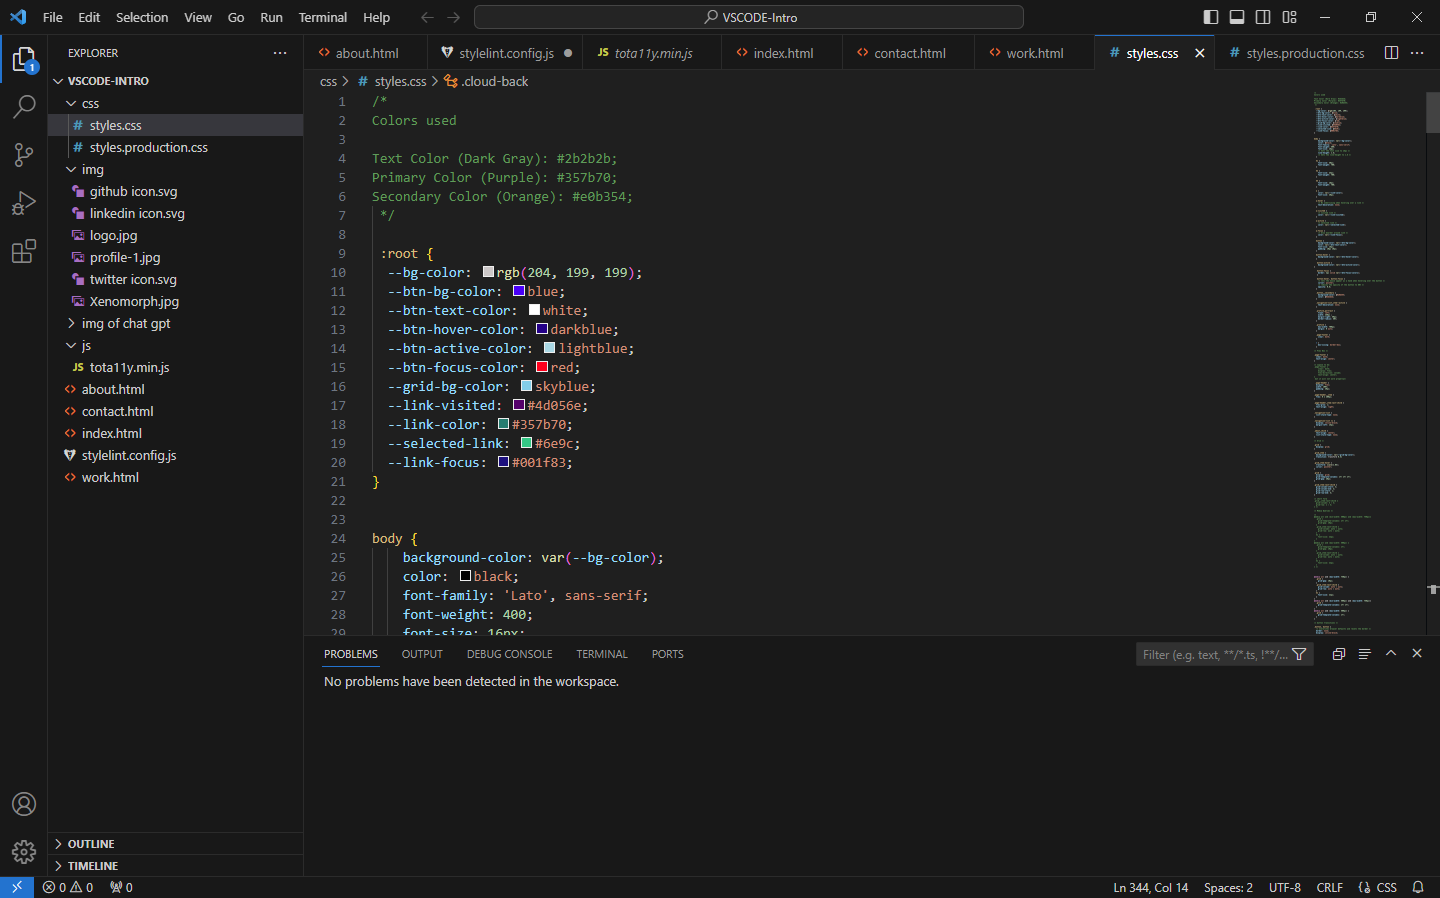 File Edit Selection View Go Run Terminal Help
VSCODE-Intro
EXPLORER
VSCODE-INTRO
css
# styles.css
# styles.production.css
img
github icon.svg
linkedin icon.svg
logo.jpg
profile-1.jpg
twitter icon.svg
Xenomorph.jpg
img of chat gpt
js
JS tota11y.min.js
<> about.html
<> contact.html
<> index.html
stylelint.config.js
<> work.html
OUTLINE
TIMELINE
<> about.html
stylelint.config.js
JS tota11y.min.js
<> index.html
<> contact.html
<> work.html
# styles.css
# styles.production.css
css > # styles.css > .cloud-back
1 /*
2 Colors used
3
4 Text Color (Dark Gray): #2b2b2b;
5 Primary Color (Purple): #357b70;
6 Secondary Color (Orange): #e0b354;
7 */
8
9 :root {
10 --bg-color: rgb(204, 199, 199);
11 --btn-bg-color: blue;
12 --btn-text-color: white;
13 --btn-hover-color: darkblue;
14 --btn-active-color: lightblue;
15 --btn-focus-color: red;
16 --grid-bg-color: skyblue;
17 --link-visited: #4d056e;
18 --link-color: #357b70;
19 --selected-link: #6e9c;
20 --link-focus: #001f83;
21 }
22
23
24 body {
25 background-color: var(--bg-color);
26 color: black;
27 font-family: 'Lato', sans-serif;
28 font-weight: 400;
29 font-size: 16px;
PROBLEMS OUTPUT DEBUG CONSOLE TERMINAL PORTS
Filter (e.g. text, **/*.ts, !**/...
No problems have been detected in the workspace.
1
0 0 0
Ln 344, Col 14 Spaces: 2 UTF-8 CRLF CSS